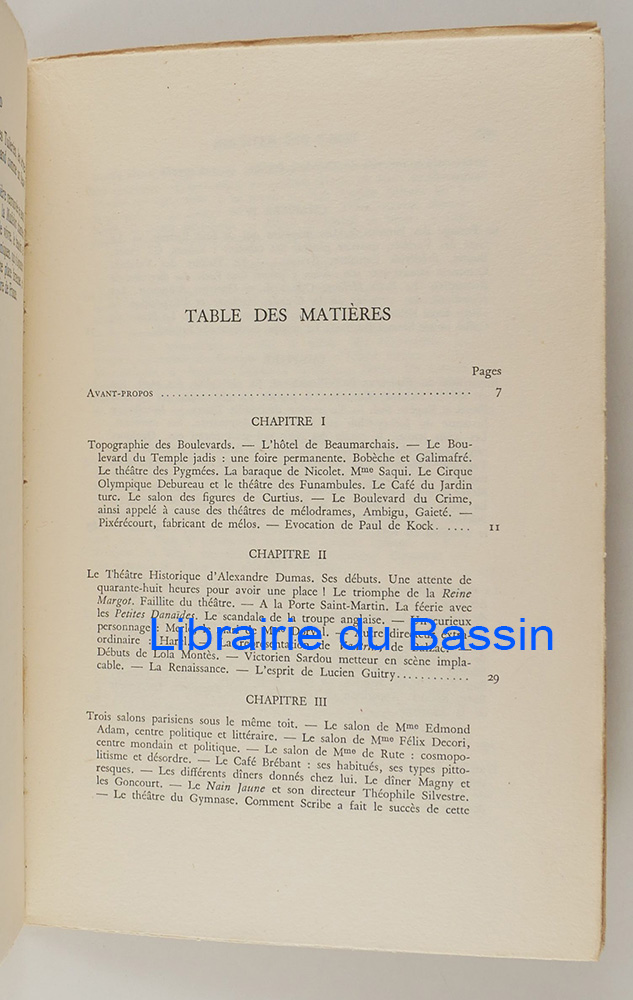 TABLE DES MATIÈRES
Pages
AVANT-PROPOS ........................................ 7
CHAPITRE I
Topographie des Boulevards. — L'hôtel de Beaumarchais. — Le Bou-
levard du Temple jadis : une foire permanente. Bobèche et Galimafré.
Le théâtre des Pygmées. La baraque de Nicolet. Mme Saqui. Le Cirque
Olympique Debureau et le théâtre des Funambules. Le Café du Jardin
turc. Le salon des figures de Curtius. — Le Boulevard du Crime,
ainsi appelé à cause des théâtres de mélodrames, Ambigu, Gaieté. —
Pixérécourt, fabricant de mélos. — Evocation de Paul de Kock. .... 11
CHAPITRE II
Le Théâtre Historique d'Alexandre Dumas. Ses débuts. Une attente de
quarante-huit heures pour avoir une place ! Le triomphe de la Reine
Margot. Faillite du théâtre. — A la Porte Saint-Martin. La féerie avec
les Petites Danaïdes. Le scandale de la troupe anglaise. — curieux
personnage :
Librairie du Bassin
ordinaire : représentation de
Débuts de Lola Montès. — Victorien Sardou metteur en scène impla-
cable. — La Renaissance. — L'esprit de Lucien Guitry............ 29
CHAPITRE III
Trois salons parisiens sous le même toit. — Le salon de Mme Edmond
Adam, centre politique et littéraire. — Le salon de Mme Félix Decori,
centre mondain et politique. — Le salon de Mme de Rute : cosmopo-
litisme et désordre. — Le Café Brébant : ses habitués, ses types pitto-
resques. — Les différents dîners donnés chez lui. Le dîner Magny et
les Goncourt. — Le Nain Jaune et son directeur Théophile Silvestre.
— Le théâtre du Gymnase. Comment Scribe a fait le succès de cette